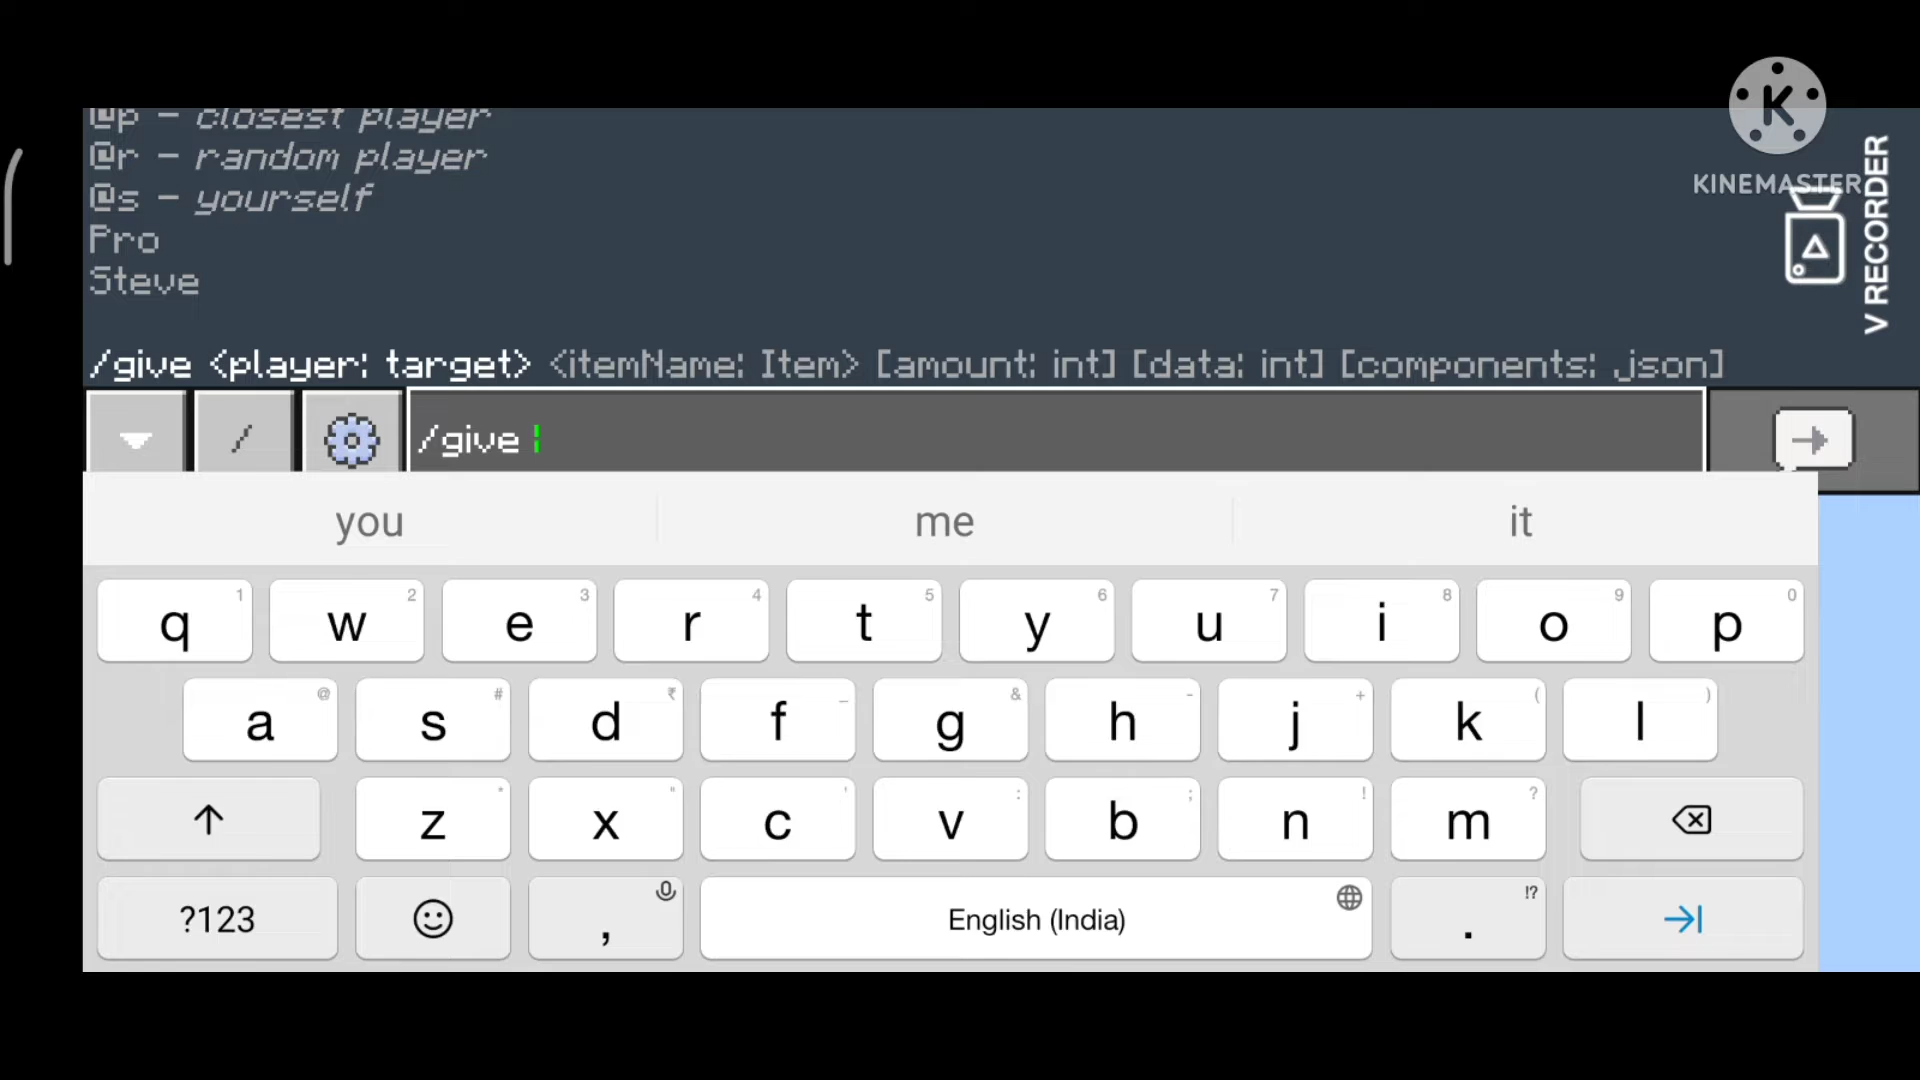 @p - closest player
@r - random player
@s - yourself
Pro
Steve
KINEMASTER
V RECORDER
/give <player: target> <itemName: Item> [amount: int] [data: int] [components: json]
/ /give
you me it
q 1 w 2 e 3 r 4 t 5 y 6 u 7 i 8 o 9 p 0
a @ s # d ₹ f _ g & h - j + k ( l )
z * x " c ' v : b ; n ! m ?
?123 , English (India) . !?